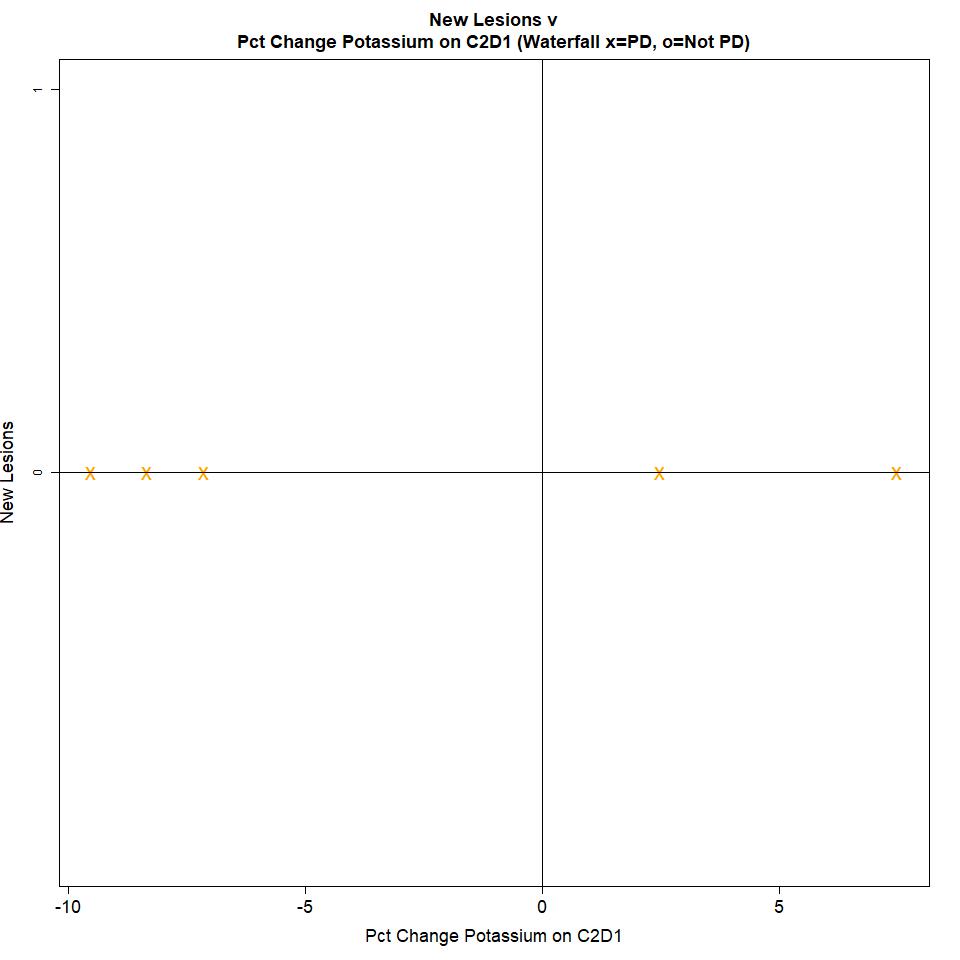 New Lesions v
Pct Change Potassium on C2D1 (Waterfall x=PD, o=Not PD)
1
New Lesions
0
x x x x x
-10 -5 0 5
Pct Change Potassium on C2D1